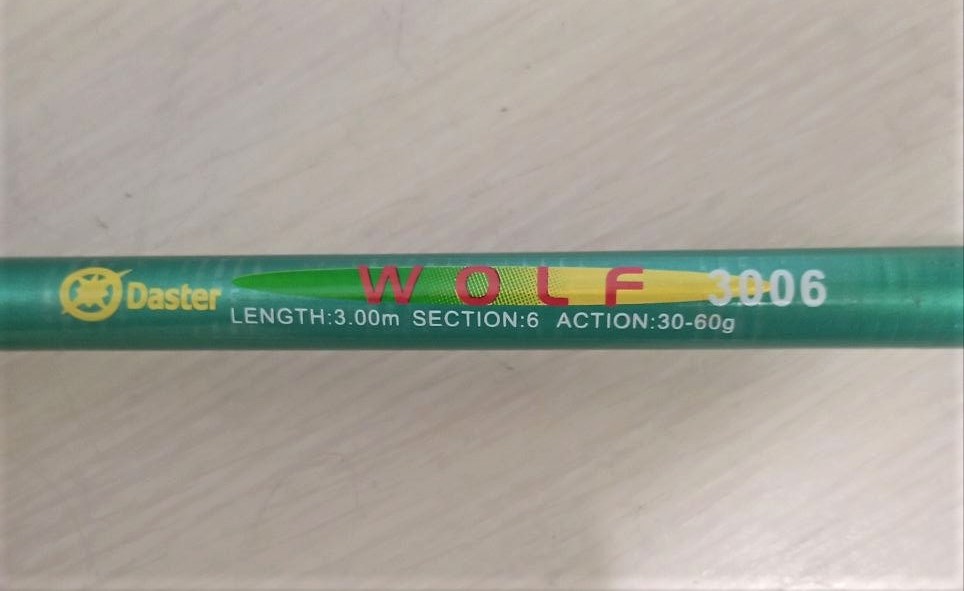 Daster WOLF 3006
LENGTH:3.00m SECTION:6 ACTION:30-60g